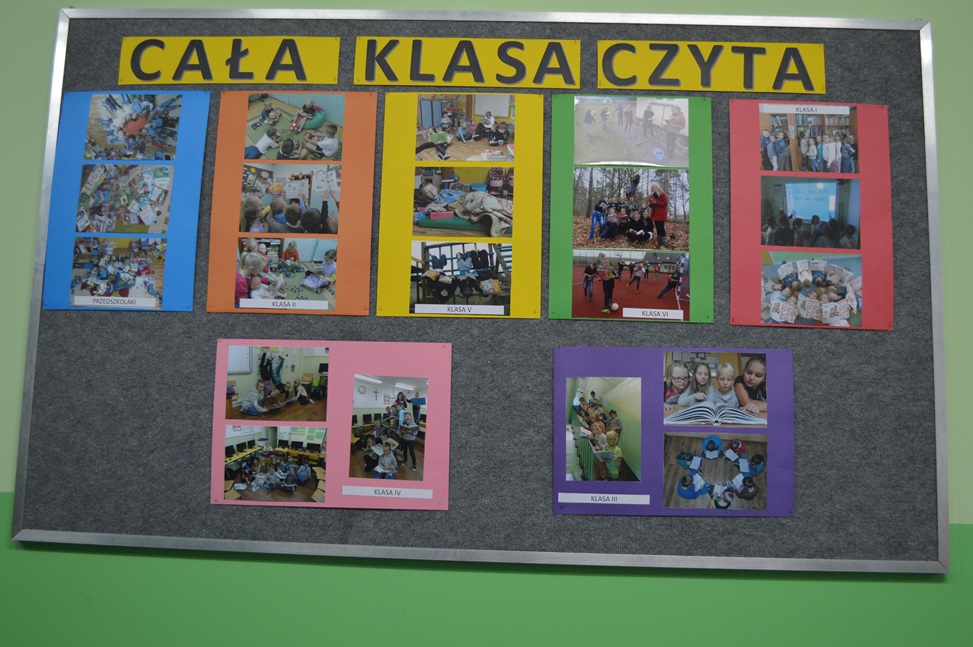 CAŁA KLASA CZYTA
PRZEDSZKOLAKI
KLASA II
KLASA V
KLASA VI
KLASA I
KLASA IV
KLASA III